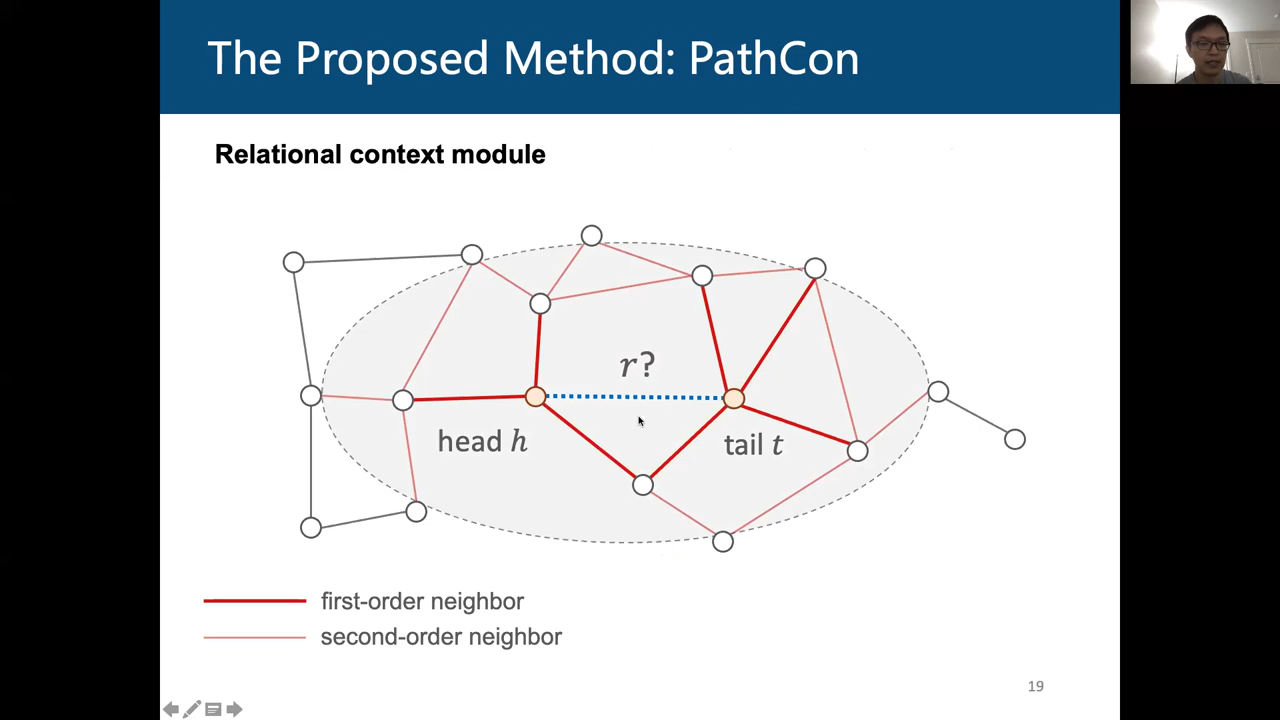 The Proposed Method: PathCon
Relational context module
r?
head h
tail t
first-order neighbor
second-order neighbor
19